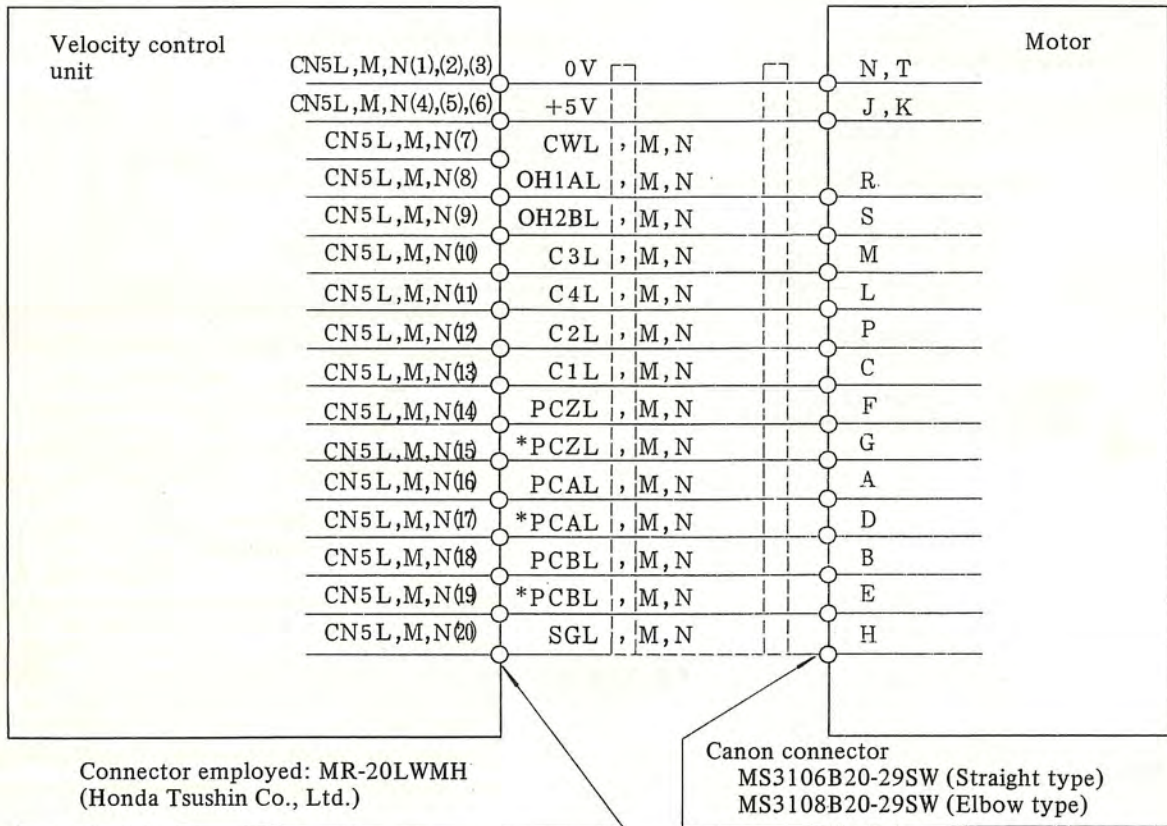 Velocity control
unit
Motor
CN5L,M,N(1),(2),(3) 0V N,T
CN5L,M,N(4),(5),(6) +5V J,K
CN5L,M,N(7) CWL,M,N
CN5L,M,N(8) OH1AL,M,N R
CN5L,M,N(9) OH2BL,M,N S
CN5L,M,N(10) C3L,M,N M
CN5L,M,N(11) C4L,M,N L
CN5L,M,N(12) C2L,M,N P
CN5L,M,N(13) C1L,M,N C
CN5L,M,N(14) PCZL,M,N F
CN5L,M,N(15) *PCZL,M,N G
CN5L,M,N(16) PCAL,M,N A
CN5L,M,N(17) *PCAL,M,N D
CN5L,M,N(18) PCBL,M,N B
CN5L,M,N(19) *PCBL,M,N E
CN5L,M,N(20) SGL,M,N H
Connector employed: MR-20LWMH
(Honda Tsushin Co., Ltd.)
Canon connector
MS3106B20-29SW (Straight type)
MS3108B20-29SW (Elbow type)